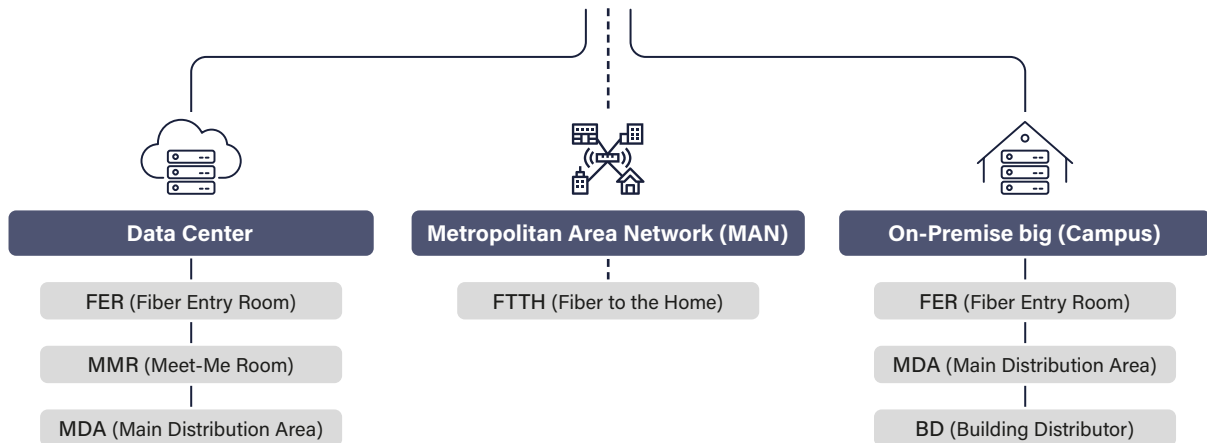 Data Center
FER (Fiber Entry Room)
MMR (Meet-Me Room)
MDA (Main Distribution Area)
Metropolitan Area Network (MAN)
FTTH (Fiber to the Home)
On-Premise big (Campus)
FER (Fiber Entry Room)
MDA (Main Distribution Area)
BD (Building Distributor)